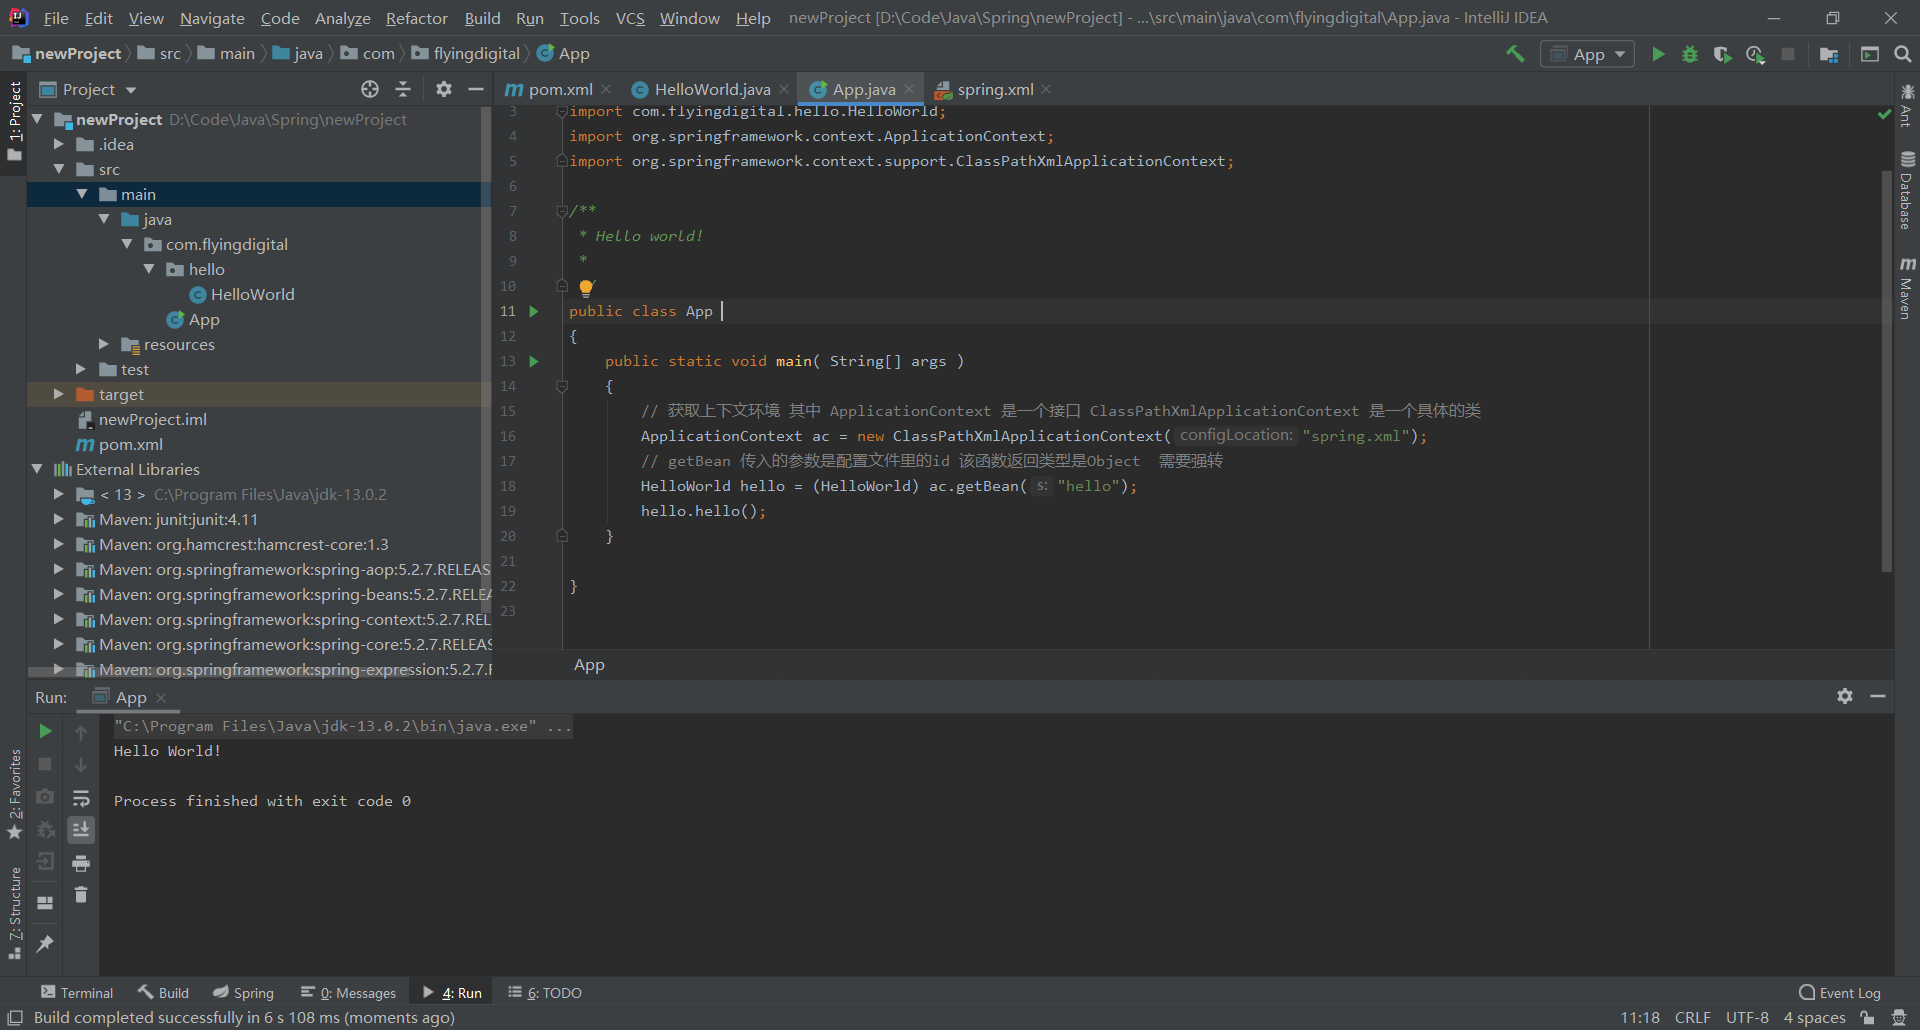 File Edit View Navigate Code Analyze Refactor Build Run Tools VCS Window Help newProject [D:\Code\Java\Spring\newProject] - ...\src\main\java\com\flyingdigital\App.java - IntelliJ IDEA
newProject src main java com flyingdigital App
App
1: Project
Project
newProject D:\Code\Java\Spring\newProject
.idea
src
main
java
com.flyingdigital
hello
HelloWorld
App
resources
test
target
newProject.iml
pom.xml
External Libraries
< 13 > C:\Program Files\Java\jdk-13.0.2
Maven: junit:junit:4.11
Maven: org.hamcrest:hamcrest-core:1.3
Maven: org.springframework:spring-aop:5.2.7.RELEAS
Maven: org.springframework:spring-beans:5.2.7.RELEA
Maven: org.springframework:spring-context:5.2.7.REL
Maven: org.springframework:spring-core:5.2.7.RELEAS
Maven: org.springframework:spring-expression:5.2.7.F
pom.xml HelloWorld.java App.java spring.xml
3 import com.flyingdigital.hello.HelloWorld;
4 import org.springframework.context.ApplicationContext;
5 import org.springframework.context.support.ClassPathXmlApplicationContext;
6
7 /**
8 * Hello world!
9 *
10 /
11 public class App
12 {
13 public static void main( String[] args )
14 {
15 // 获取上下文环境 其中 ApplicationContext 是一个接口 ClassPathXmlApplicationContext 是一个具体的类
16 ApplicationContext ac = new ClassPathXmlApplicationContext( configLocation: "spring.xml");
17 // getBean 传入的参数是配置文件里的id 该函数返回类型是Object 需要强转
18 HelloWorld hello = (HelloWorld) ac.getBean( s: "hello");
19 hello.hello();
20 }
21
22 }
23
App
Ant
Database
Maven
Run: App
"C:\Program Files\Java\jdk-13.0.2\bin\java.exe" ...
Hello World!
Process finished with exit code 0
2: Favorites
7: Structure
Terminal Build Spring 0: Messages 4: Run 6: TODO Event Log
Build completed successfully in 6 s 108 ms (moments ago) 11:18 CRLF UTF-8 4 spaces